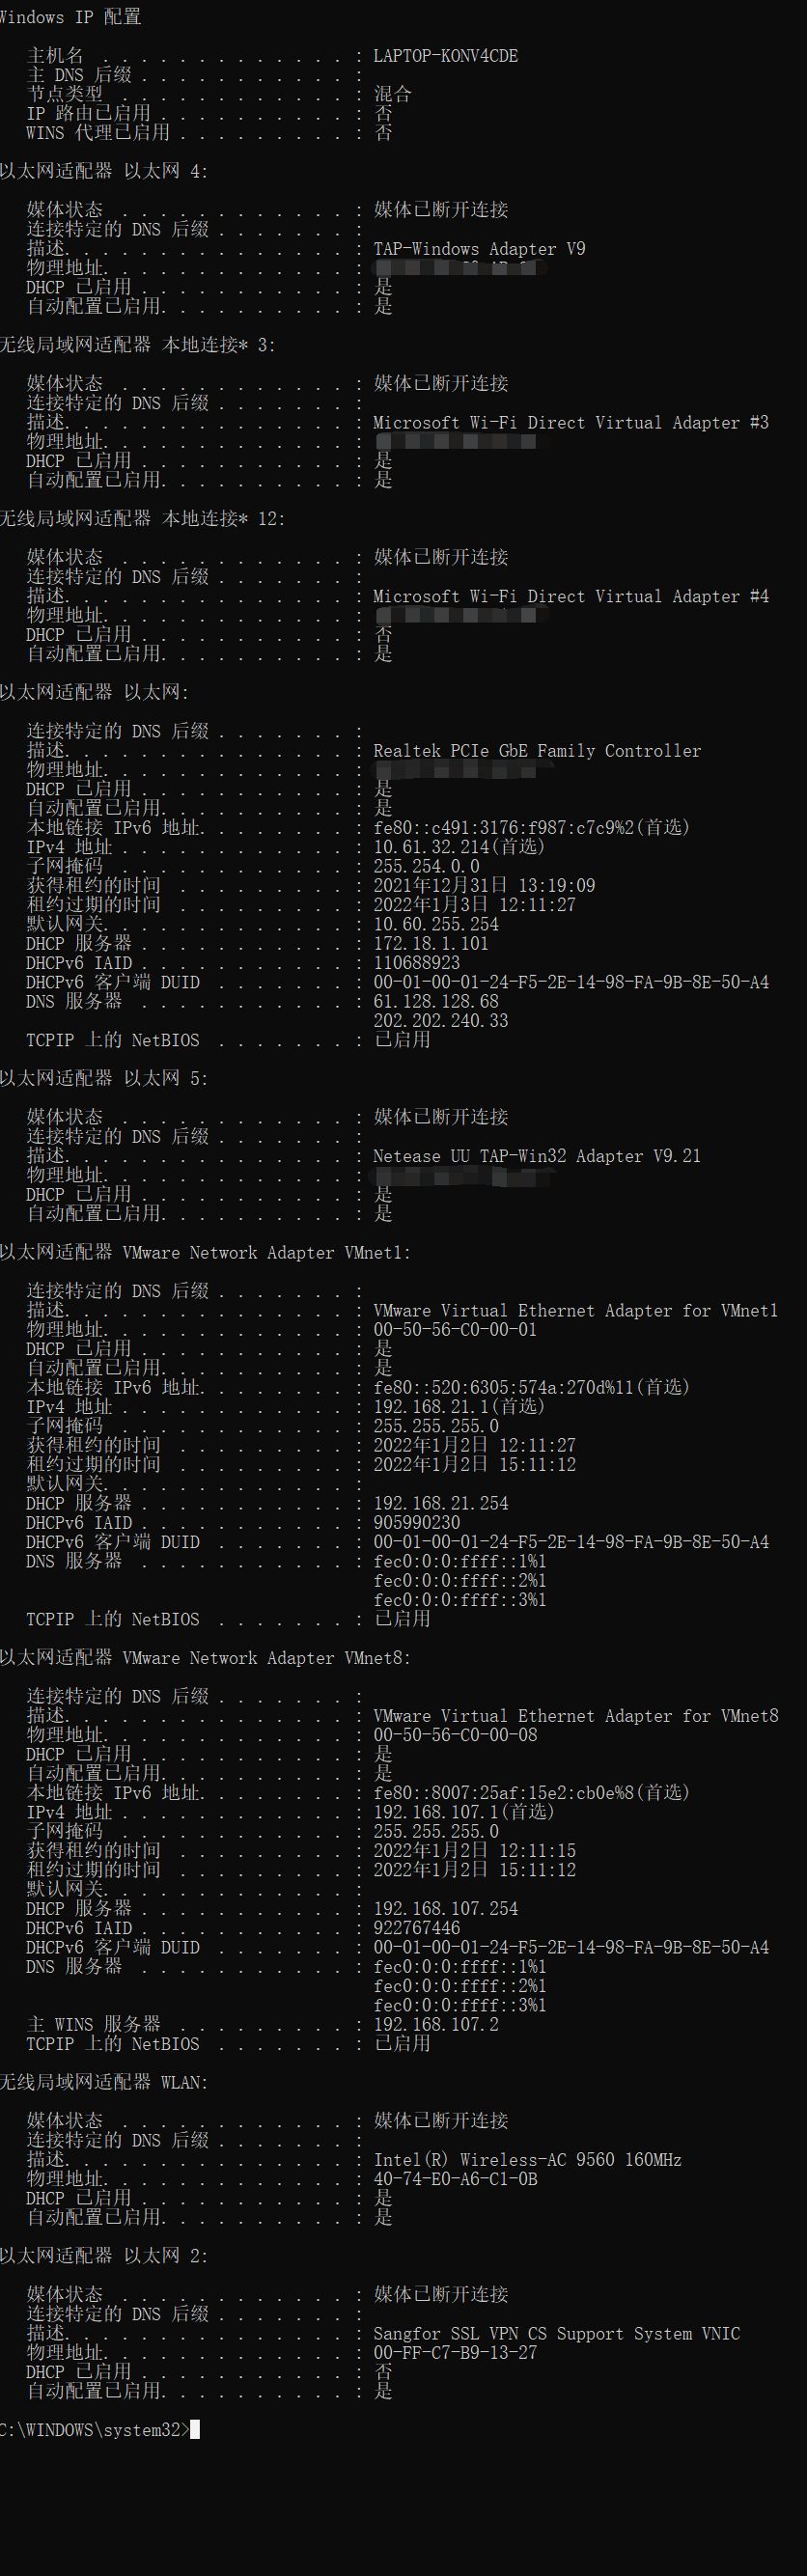 Windows IP 配置
主机名 . . . . . . . . . . . . . : LAPTOP-KONV4CDE
主 DNS 后缀 . . . . . . . . . . . :
节点类型 . . . . . . . . . . . . : 混合
IP 路由已启用 . . . . . . . . . . : 否
WINS 代理已启用 . . . . . . . . . : 否
以太网适配器 以太网 4:
媒体状态 . . . . . . . . . . . . : 媒体已断开连接
连接特定的 DNS 后缀 . . . . . . . :
描述. . . . . . . . . . . . . . . : TAP-Windows Adapter V9
物理地址. . . . . . . . . . . . . :
DHCP 已启用 . . . . . . . . . . . : 是
自动配置已启用. . . . . . . . . . : 是
无线局域网适配器 本地连接* 3:
媒体状态 . . . . . . . . . . . . : 媒体已断开连接
连接特定的 DNS 后缀 . . . . . . . :
描述. . . . . . . . . . . . . . . : Microsoft Wi-Fi Direct Virtual Adapter #3
物理地址. . . . . . . . . . . . . :
DHCP 已启用 . . . . . . . . . . . : 是
自动配置已启用. . . . . . . . . . : 是
无线局域网适配器 本地连接* 12:
媒体状态 . . . . . . . . . . . . : 媒体已断开连接
连接特定的 DNS 后缀 . . . . . . . :
描述. . . . . . . . . . . . . . . : Microsoft Wi-Fi Direct Virtual Adapter #4
物理地址. . . . . . . . . . . . . :
DHCP 已启用 . . . . . . . . . . . : 否
自动配置已启用. . . . . . . . . . : 是
以太网适配器 以太网:
连接特定的 DNS 后缀 . . . . . . . :
描述. . . . . . . . . . . . . . . : Realtek PCIe GbE Family Controller
物理地址. . . . . . . . . . . . . :
DHCP 已启用 . . . . . . . . . . . : 是
自动配置已启用. . . . . . . . . . : 是
本地链接 IPv6 地址. . . . . . . . : fe80::c491:3176:f987:c7c9%2(首选)
IPv4 地址 . . . . . . . . . . . . : 10.61.32.214(首选)
子网掩码 . . . . . . . . . . . . : 255.254.0.0
获得租约的时间 . . . . . . . . . : 2021年12月31日 13:19:09
租约过期的时间 . . . . . . . . . : 2022年1月3日 12:11:27
默认网关. . . . . . . . . . . . . : 10.60.255.254
DHCP 服务器 . . . . . . . . . . . : 172.18.1.101
DHCPv6 IAID . . . . . . . . . . . : 110688923
DHCPv6 客户端 DUID . . . . . . . : 00-01-00-01-24-F5-2E-14-98-FA-9B-8E-50-A4
DNS 服务器 . . . . . . . . . . . : 61.128.128.68
202.202.240.33
TCPIP 上的 NetBIOS . . . . . . . : 已启用
以太网适配器 以太网 5:
媒体状态 . . . . . . . . . . . . : 媒体已断开连接
连接特定的 DNS 后缀 . . . . . . . :
描述. . . . . . . . . . . . . . . : Netease UU TAP-Win32 Adapter V9.21
物理地址. . . . . . . . . . . . . :
DHCP 已启用 . . . . . . . . . . . : 是
自动配置已启用. . . . . . . . . . : 是
以太网适配器 VMware Network Adapter VMnet1:
连接特定的 DNS 后缀 . . . . . . . :
描述. . . . . . . . . . . . . . . : VMware Virtual Ethernet Adapter for VMnet1
物理地址. . . . . . . . . . . . . : 00-50-56-C0-00-01
DHCP 已启用 . . . . . . . . . . . : 是
自动配置已启用. . . . . . . . . . : 是
本地链接 IPv6 地址. . . . . . . . : fe80::520:6305:574a:270d%11(首选)
IPv4 地址 . . . . . . . . . . . . : 192.168.21.1(首选)
子网掩码 . . . . . . . . . . . . : 255.255.255.0
获得租约的时间 . . . . . . . . . : 2022年1月2日 12:11:27
租约过期的时间 . . . . . . . . . : 2022年1月2日 15:11:12
默认网关. . . . . . . . . . . . . :
DHCP 服务器 . . . . . . . . . . . : 192.168.21.254
DHCPv6 IAID . . . . . . . . . . . : 905990230
DHCPv6 客户端 DUID . . . . . . . : 00-01-00-01-24-F5-2E-14-98-FA-9B-8E-50-A4
DNS 服务器 . . . . . . . . . . . : fec0:0:0:ffff::1%1
fec0:0:0:ffff::2%1
fec0:0:0:ffff::3%1
TCPIP 上的 NetBIOS . . . . . . . : 已启用
以太网适配器 VMware Network Adapter VMnet8:
连接特定的 DNS 后缀 . . . . . . . :
描述. . . . . . . . . . . . . . . : VMware Virtual Ethernet Adapter for VMnet8
物理地址. . . . . . . . . . . . . : 00-50-56-C0-00-08
DHCP 已启用 . . . . . . . . . . . : 是
自动配置已启用. . . . . . . . . . : 是
本地链接 IPv6 地址. . . . . . . . : fe80::8007:25af:15e2:cb0e%8(首选)
IPv4 地址 . . . . . . . . . . . . : 192.168.107.1(首选)
子网掩码 . . . . . . . . . . . . : 255.255.255.0
获得租约的时间 . . . . . . . . . : 2022年1月2日 12:11:15
租约过期的时间 . . . . . . . . . : 2022年1月2日 15:11:12
默认网关. . . . . . . . . . . . . :
DHCP 服务器 . . . . . . . . . . . : 192.168.107.254
DHCPv6 IAID . . . . . . . . . . . : 922767446
DHCPv6 客户端 DUID . . . . . . . : 00-01-00-01-24-F5-2E-14-98-FA-9B-8E-50-A4
DNS 服务器 . . . . . . . . . . . : fec0:0:0:ffff::1%1
fec0:0:0:ffff::2%1
fec0:0:0:ffff::3%1
主 WINS 服务器 . . . . . . . . . : 192.168.107.2
TCPIP 上的 NetBIOS . . . . . . . : 已启用
无线局域网适配器 WLAN:
媒体状态 . . . . . . . . . . . . : 媒体已断开连接
连接特定的 DNS 后缀 . . . . . . . :
描述. . . . . . . . . . . . . . . : Intel(R) Wireless-AC 9560 160MHz
物理地址. . . . . . . . . . . . . : 40-74-E0-A6-C1-0B
DHCP 已启用 . . . . . . . . . . . : 是
自动配置已启用. . . . . . . . . . : 是
以太网适配器 以太网 2:
媒体状态 . . . . . . . . . . . . : 媒体已断开连接
连接特定的 DNS 后缀 . . . . . . . :
描述. . . . . . . . . . . . . . . : Sangfor SSL VPN CS Support System VNIC
物理地址. . . . . . . . . . . . . : 00-FF-C7-B9-13-27
DHCP 已启用 . . . . . . . . . . . : 否
自动配置已启用. . . . . . . . . . : 是
C:\WINDOWS\system32>